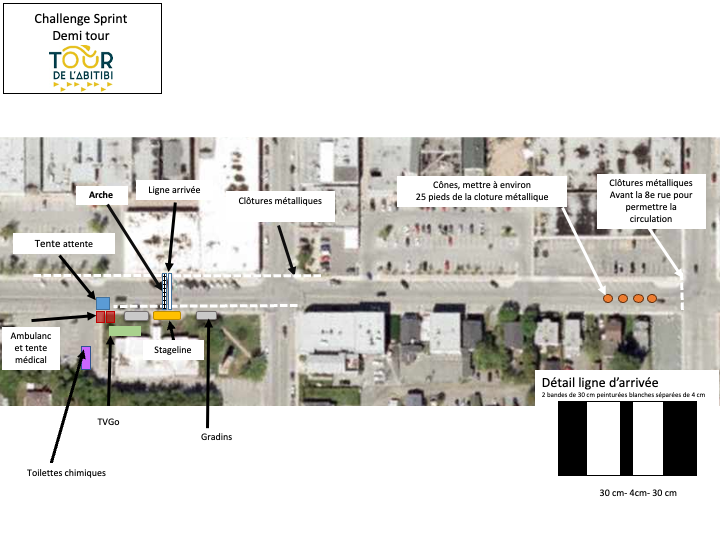 Challenge Sprint
Demi tour
TOUR
DE L'ABITIBI
Arche
Ligne arrivée
Clôtures métalliques
Cônes, mettre à environ
25 pieds de la cloture métallique
Clôtures métalliques
Avant la 8e rue pour
permettre la
circulation
Tente attente
Ambulanc
et tente
médical
Stageline
TVGo
Gradins
Toilettes chimiques
Détail ligne d'arrivée
2 bandes de 30 cm peinturées blanches séparées de 4 cm
30 cm- 4cm- 30 cm